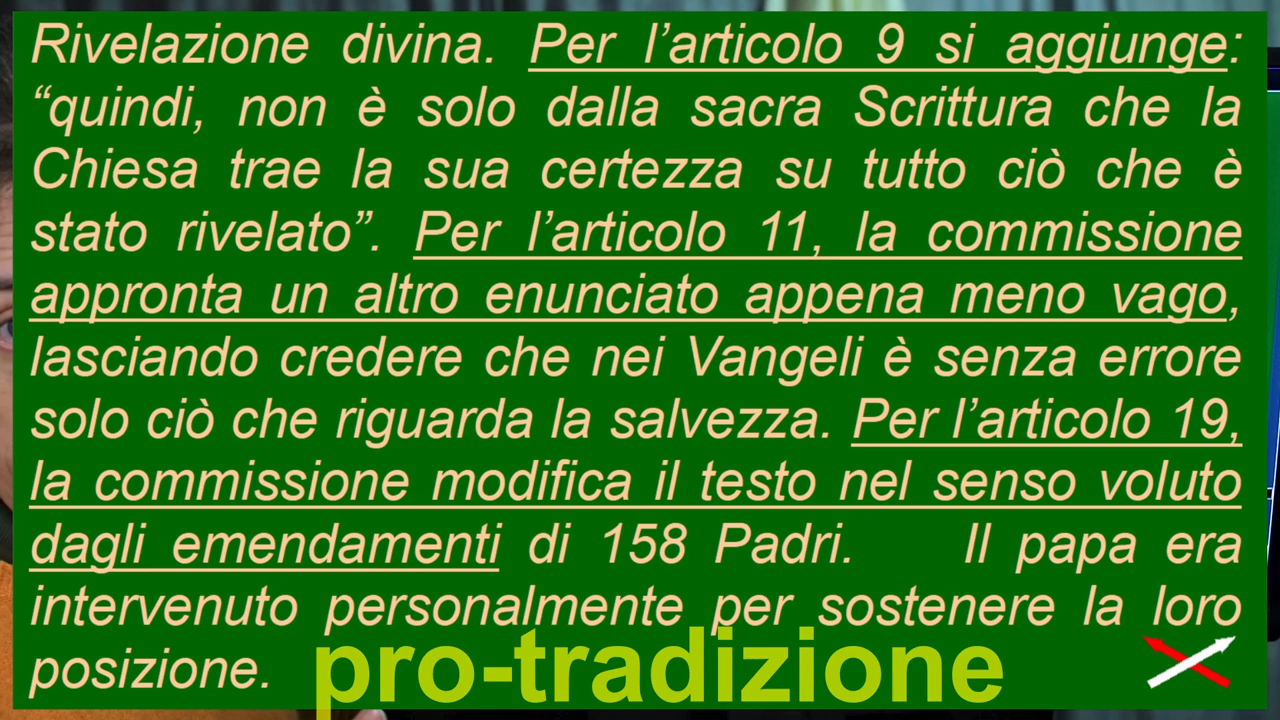 Rivelazione divina. Per l’articolo 9 si aggiunge:
“quindi, non è solo dalla sacra Scrittura che la
Chiesa trae la sua certezza su tutto ciò che è
stato rivelato”. Per l’articolo 11, la commissione
appronta un altro enunciato appena meno vago,
lasciando credere che nei Vangeli è senza errore
solo ciò che riguarda la salvezza. Per l’articolo 19,
la commissione modifica il testo nel senso voluto
dagli emendamenti di 158 Padri. Il papa era
intervenuto personalmente per sostenere la loro
posizione.
pro-tradizione